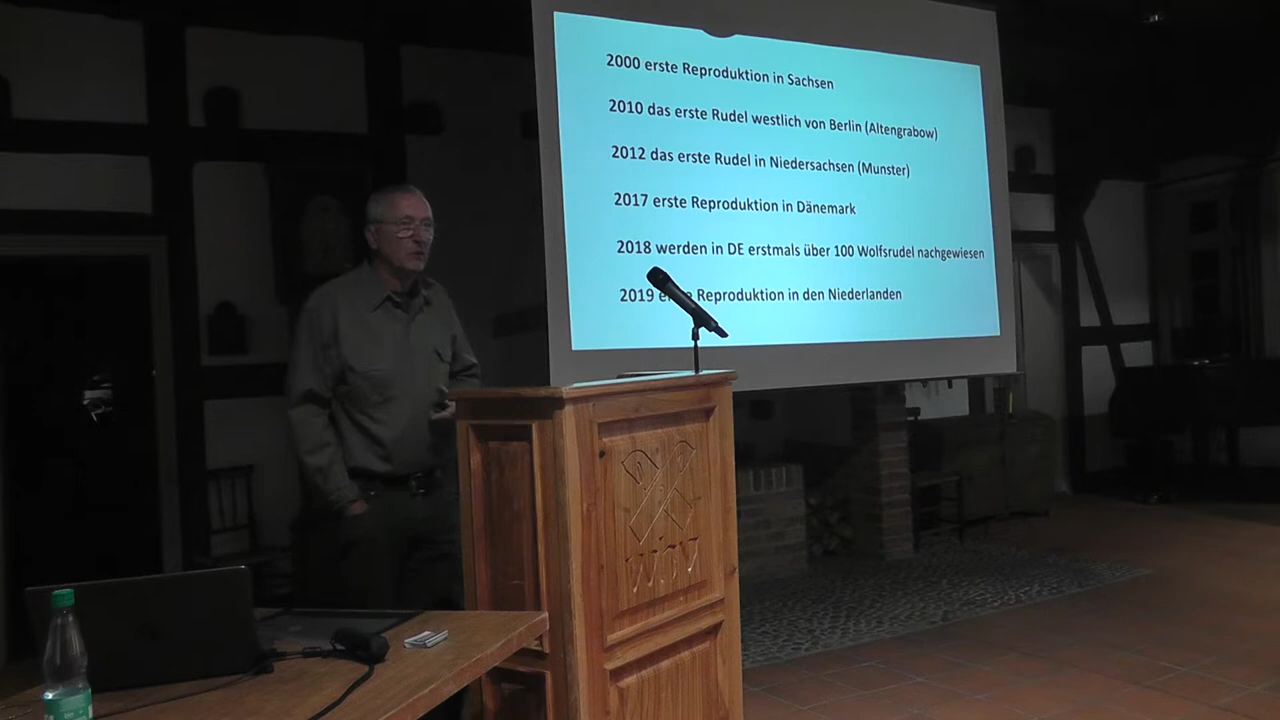 2000 erste Reproduktion in Sachsen
2010 das erste Rudel westlich von Berlin (Altengrabow)
2012 das erste Rudel in Niedersachsen (Munster)
2017 erste Reproduktion in Dänemark
2018 werden in DE erstmals über 100 Wolfsrudel nachgewiesen
2019 Reproduktion in den Niederlanden